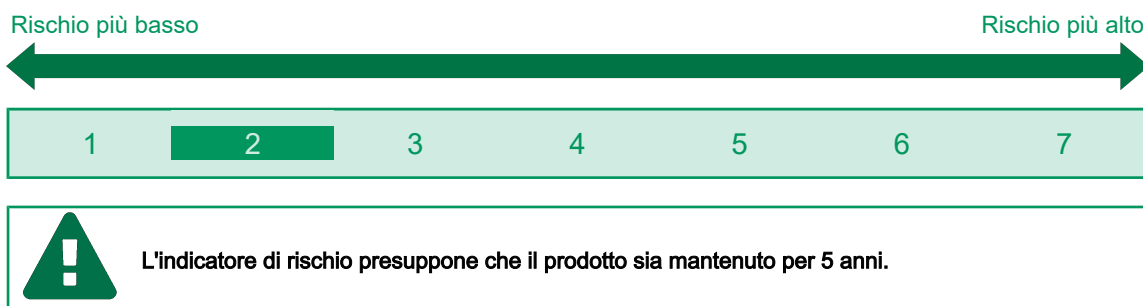 Rischio più basso Rischio più alto
1 2 3 4 5 6 7
L'indicatore di rischio presuppone che il prodotto sia mantenuto per 5 anni.